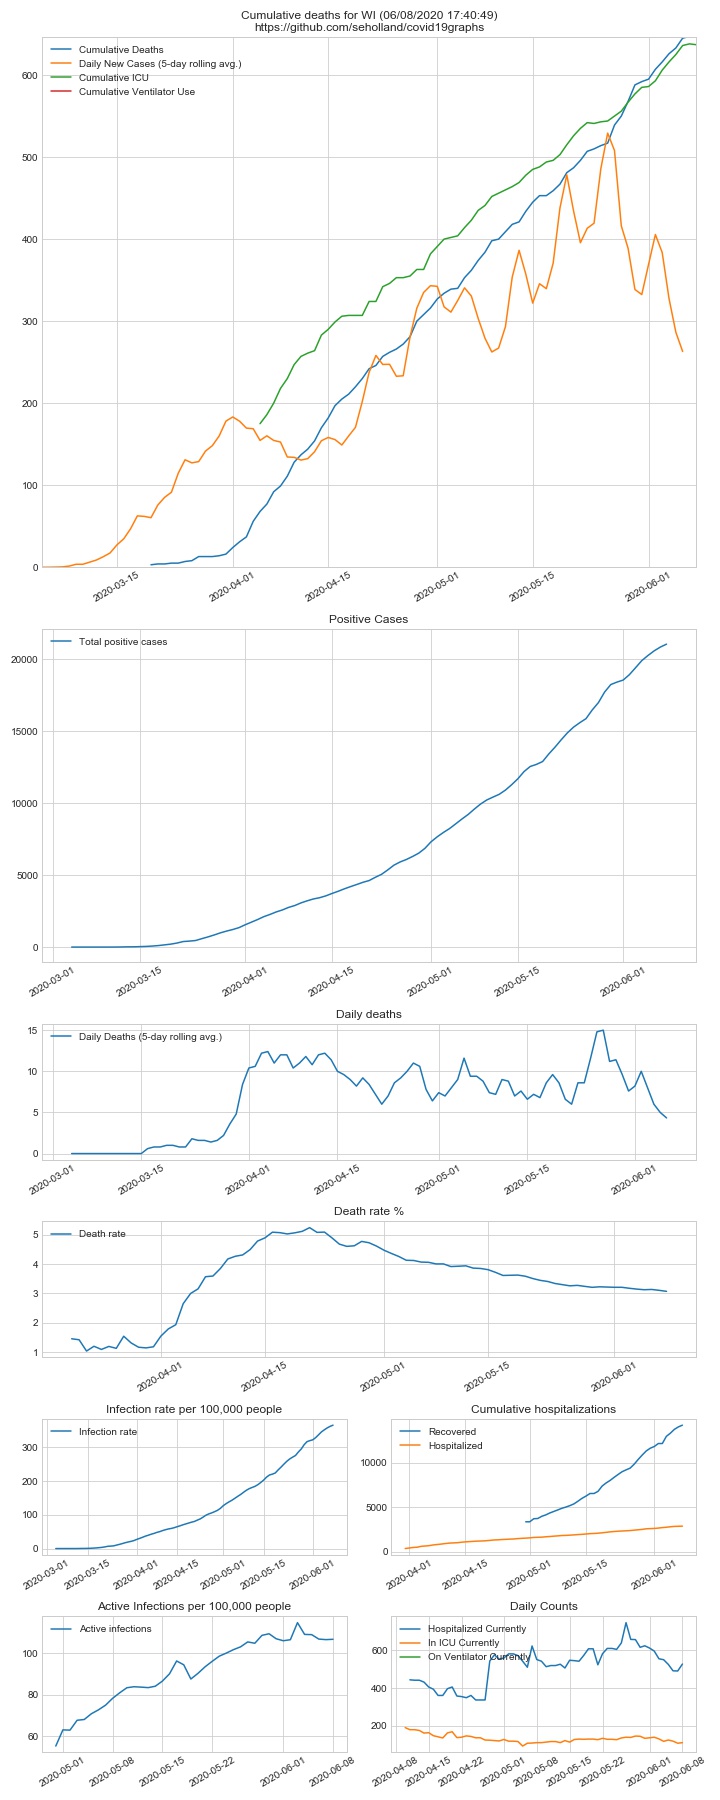 Cumulative deaths for WI (06/08/2020 17:40:49)
https://github.com/seholland/covid19graphs
Cumulative Deaths
Daily New Cases (5-day rolling avg.)
Cumulative ICU
Cumulative Ventilator Use
600
500
400
300
200
100
0
2020-03-15 2020-04-01 2020-04-15 2020-05-01 2020-05-15 2020-06-01
Positive Cases
Total positive cases
20000
15000
10000
5000
0
2020-03-01 2020-03-15 2020-04-01 2020-04-15 2020-05-01 2020-05-15 2020-06-01
Daily deaths
Daily Deaths (5-day rolling avg.)
15
10
5
0
2020-03-01 2020-03-15 2020-04-01 2020-04-15 2020-05-01 2020-05-15 2020-06-01
Death rate %
Death rate
5
4
3
2
1
2020-04-01 2020-04-15 2020-05-01 2020-05-15 2020-06-01
Infection rate per 100,000 people
Infection rate
300
200
100
0
2020-03-01 2020-03-15 2020-04-01 2020-04-15 2020-05-01 2020-05-15 2020-06-01
Cumulative hospitalizations
Recovered
Hospitalized
10000
5000
0
2020-04-01 2020-04-15 2020-05-01 2020-05-15 2020-06-01
Active Infections per 100,000 people
Active infections
100
80
60
2020-05-01 2020-05-08 2020-05-15 2020-05-22 2020-06-01 2020-06-08
Daily Counts
Hospitalized Currently
In ICU Currently
On Ventilator Currently
600
400
200
2020-04-08 2020-04-15 2020-04-22 2020-05-01 2020-05-08 2020-05-15 2020-05-22 2020-06-01 2020-06-08